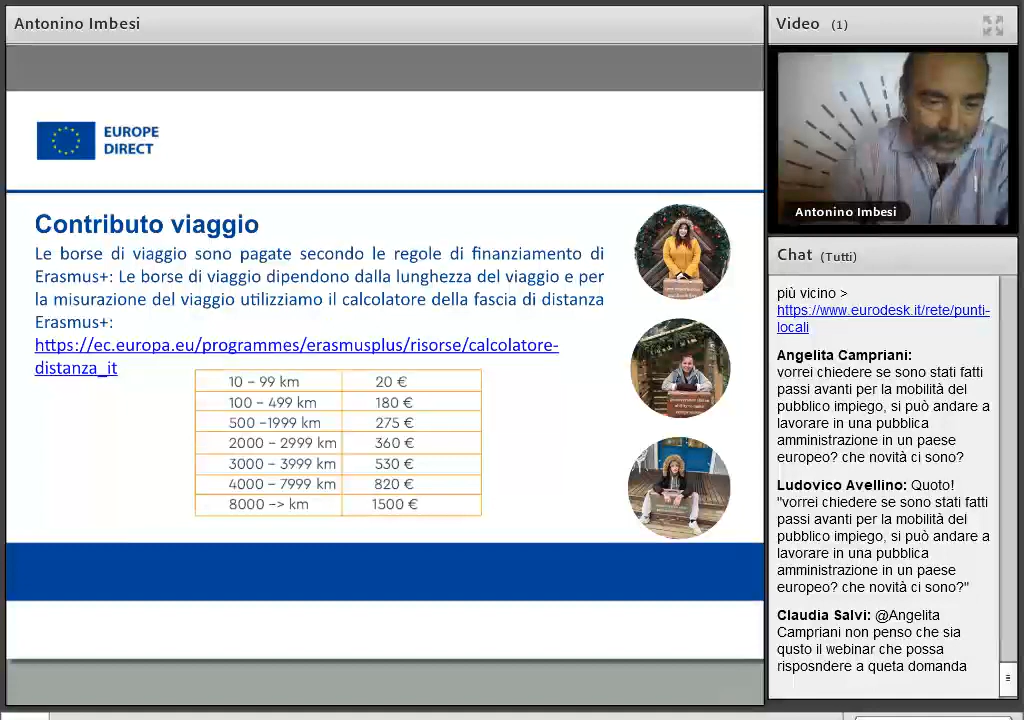 Antonino Imbesi
EUROPE
DIRECT
Contributo viaggio
Le borse di viaggio sono pagate secondo le regole di finanziamento di
Erasmus+: Le borse di viaggio dipendono dalla lunghezza del viaggio e per
la misurazione del viaggio utilizziamo il calcolatore della fascia di distanza
Erasmus+:
https://ec.europa.eu/programmes/erasmusplus/risorse/calcolatore-
distanza_it
10 – 99 km 20 €
100 – 499 km 180 €
500 –1999 km 275 €
2000 – 2999 km 360 €
3000 – 3999 km 530 €
4000 – 7999 km 820 €
8000 –> km 1500 €
Video (1)
Antonino Imbesi
Chat (Tutti)
più vicino >
https://www.eurodesk.it/rete/punti-
locali
Angelita Campriani:
vorrei chiedere se sono stati fatti
passi avanti per la mobilità del
pubblico impiego, si può andare a
lavorare in una pubblica
amministrazione in un paese
europeo? che novità ci sono?
Ludovico Avellino: Quoto!
"vorrei chiedere se sono stati fatti
passi avanti per la mobilità del
pubblico impiego, si può andare a
lavorare in una pubblica
amministrazione in un paese
europeo? che novità ci sono?"
Claudia Salvi: @Angelita
Campriani non penso che sia
qusto il webinar che possa
risposndere a queta domanda